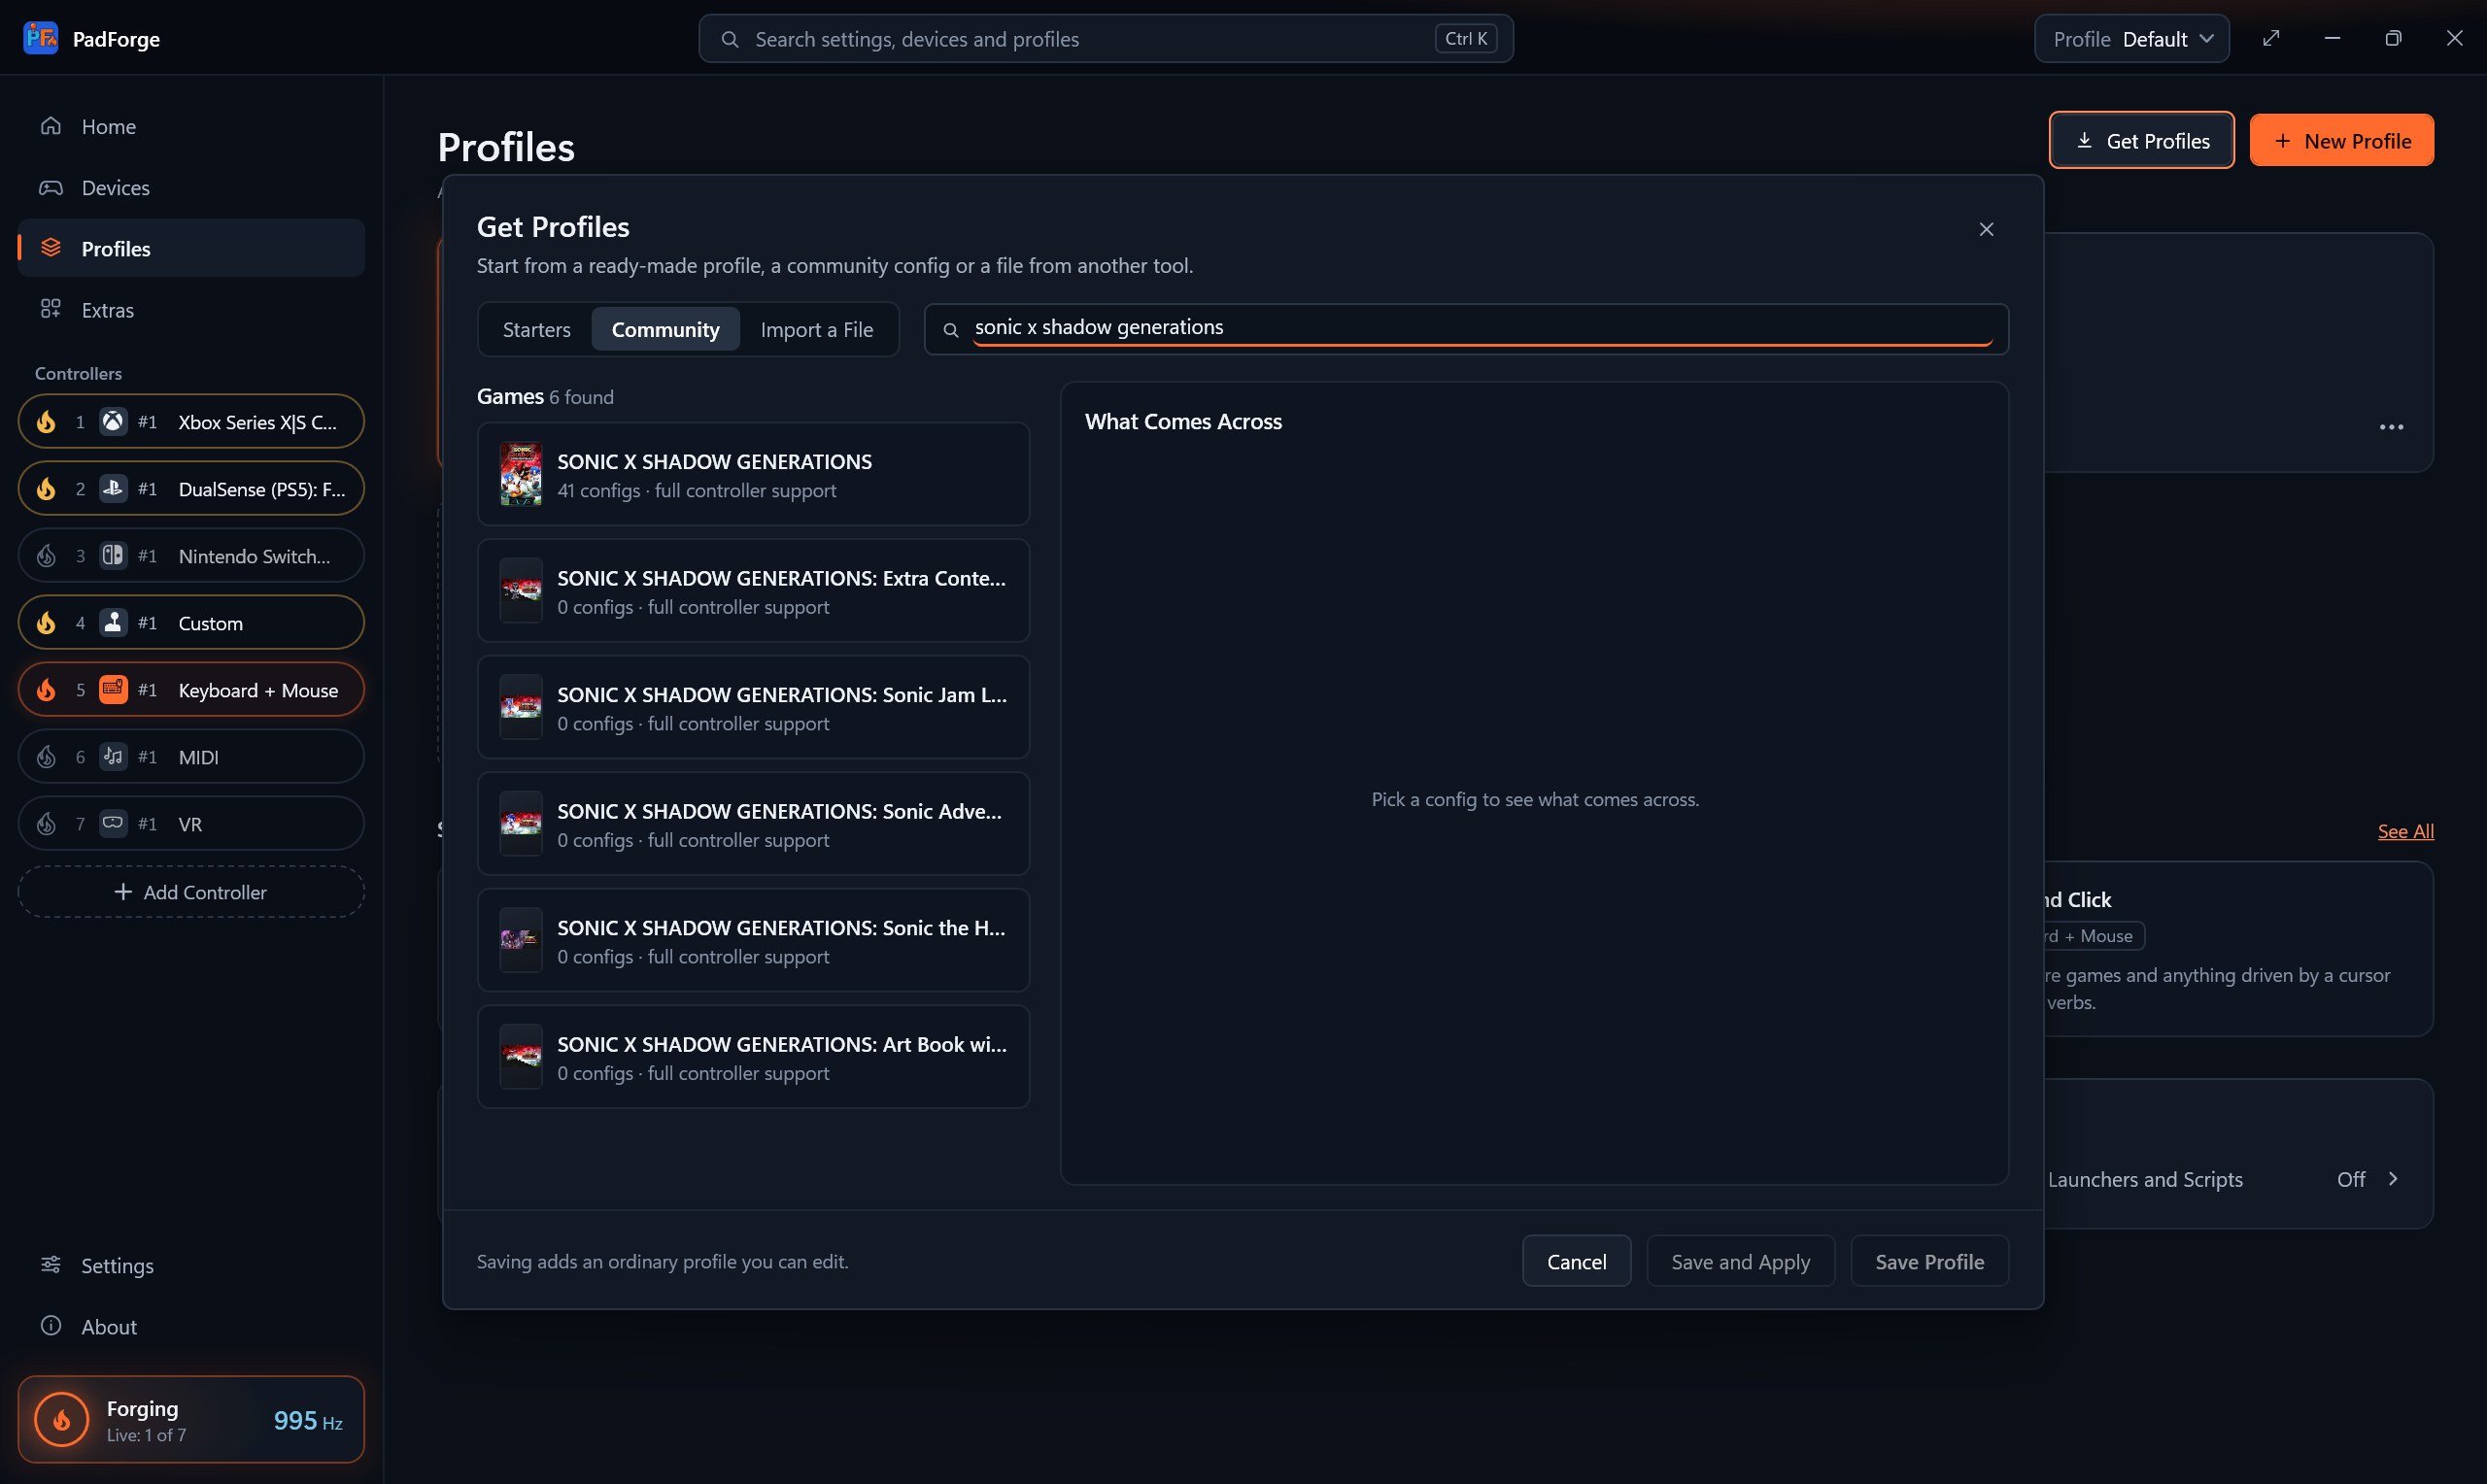 PadForge
Search settings, devices and profiles
Ctrl K
Profile Default
Home
Devices
Profiles
Extras
Controllers
1 #1 Xbox Series X|S C...
2 #1 DualSense (PS5): F...
3 #1 Nintendo Switch...
4 #1 Custom
5 #1 Keyboard + Mouse
6 #1 MIDI
7 #1 VR
+ Add Controller
Settings
About
Forging
Live: 1 of 7
995 Hz
Profiles
Get Profiles
+ New Profile
Get Profiles
Start from a ready-made profile, a community config or a file from another tool.
Starters
Community
Import a File
sonic x shadow generations
Games 6 found
SONIC X SHADOW GENERATIONS
41 configs · full controller support
SONIC X SHADOW GENERATIONS: Extra Conte...
0 configs · full controller support
SONIC X SHADOW GENERATIONS: Sonic Jam L...
0 configs · full controller support
SONIC X SHADOW GENERATIONS: Sonic Adve...
0 configs · full controller support
SONIC X SHADOW GENERATIONS: Sonic the H...
0 configs · full controller support
SONIC X SHADOW GENERATIONS: Art Book wi...
0 configs · full controller support
What Comes Across
Pick a config to see what comes across.
Saving adds an ordinary profile you can edit.
Cancel
Save and Apply
Save Profile
See All
nd Click
rd + Mouse
re games and anything driven by a cursor
verbs.
Launchers and Scripts
Off